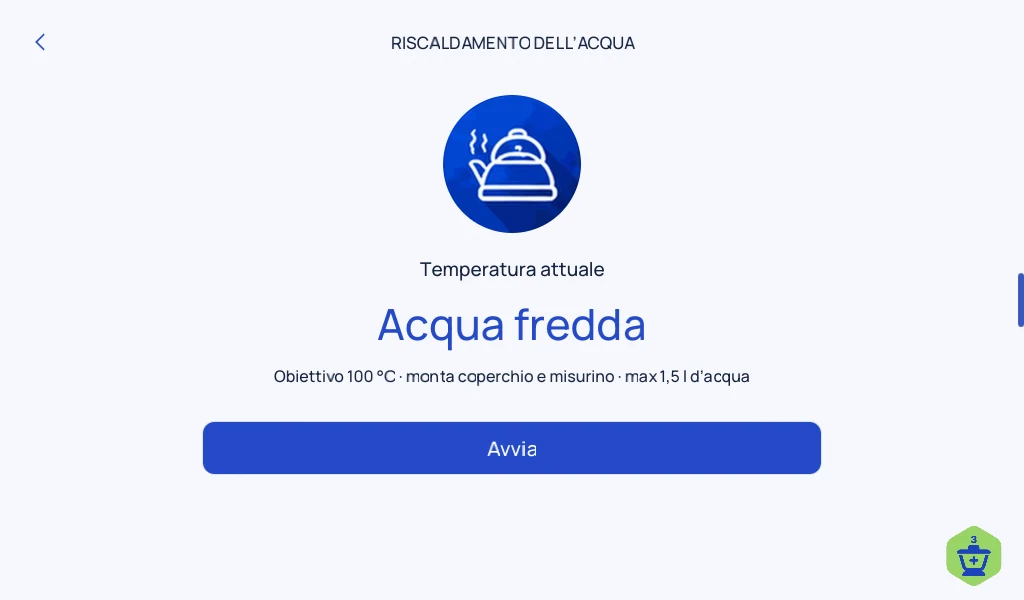 RISCALDAMENTO DELL’ACQUA
Temperatura attuale
Acqua fredda
Obiettivo 100 °C · monta coperchio e misurino · max 1,5 l d’acqua
Avvia
3